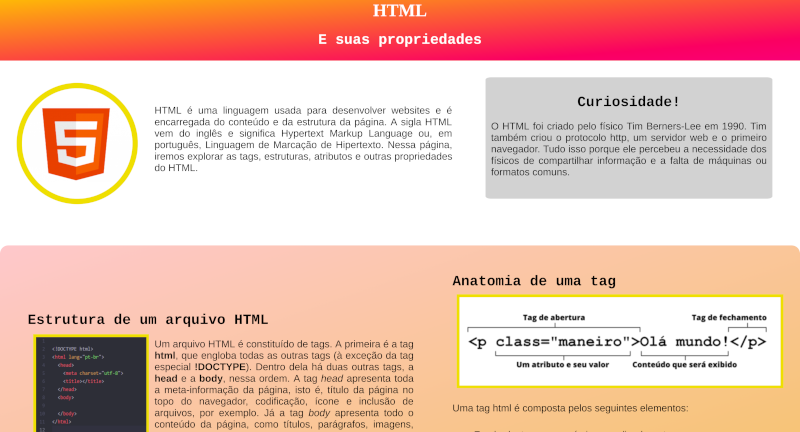 HTML
E suas propriedades
HTML é uma linguagem usada para desenvolver websites e é
encarregada do conteúdo e da estrutura da página. A sigla HTML
vem do inglês e significa Hypertext Markup Language ou, em
português, Linguagem de Marcação de Hipertexto. Nessa página,
iremos explorar as tags, estruturas, atributos e outras propriedades
do HTML.
Curiosidade!
O HTML foi criado pelo físico Tim Berners-Lee em 1990. Tim
também criou o protocolo http, um servidor web e o primeiro
navegador. Tudo isso porque ele percebeu a necessidade dos
físicos de compartilhar informação e a falta de máquinas ou
formatos comuns.
Estrutura de um arquivo HTML
<!DOCTYPE html>
<html lang="pt-br">
<head>
<meta charset="utf-8">
<title></title>
</head>
<body>
</body>
</html>
Um arquivo HTML é constituído de tags. A primeira é a tag
html, que engloba todas as outras tags (à exceção da tag
especial !DOCTYPE). Dentro dela há duas outras tags, a
head e a body, nessa ordem. A tag head apresenta toda
a meta-informação da página, isto é, título da página no
topo do navegador, codificação, ícone e inclusão de
arquivos, por exemplo. Já a tag body apresenta todo o
conteúdo da página, como títulos, parágrafos, imagens,
Anatomia de uma tag
Tag de abertura
Tag de fechamento
<p class="maneiro">Olá mundo!</p>
Um atributo e seu valor
Conteúdo que será exibido
Uma tag html é composta pelos seguintes elementos: